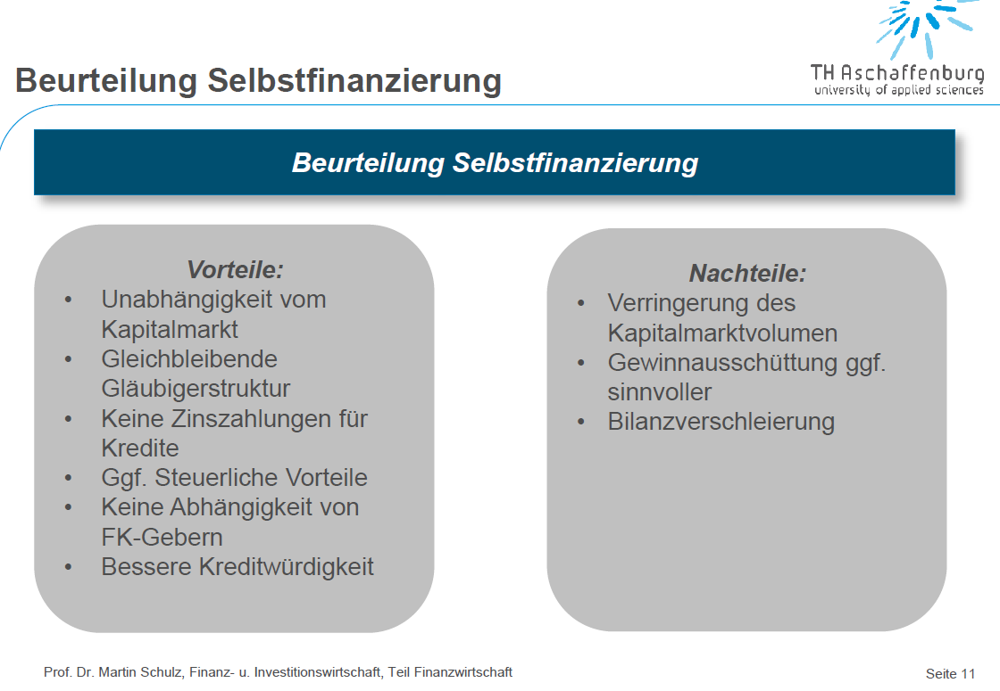 TH Aschaffenburg
university of applied sciences
Beurteilung Selbstfinanzierung
Beurteilung Selbstfinanzierung
Vorteile:
• Unabhängigkeit vom
Kapitalmarkt
• Gleichbleibende
Gläubigerstruktur
• Keine Zinszahlungen für
Kredite
• Ggf. Steuerliche Vorteile
• Keine Abhängigkeit von
FK-Gebern
• Bessere Kreditwürdigkeit
Nachteile:
• Verringerung des
Kapitalmarktvolumen
• Gewinnausschüttung ggf.
sinnvoller
• Bilanzverschleierung
Prof. Dr. Martin Schulz, Finanz- u. Investitionswirtschaft, Teil Finanzwirtschaft
Seite 11